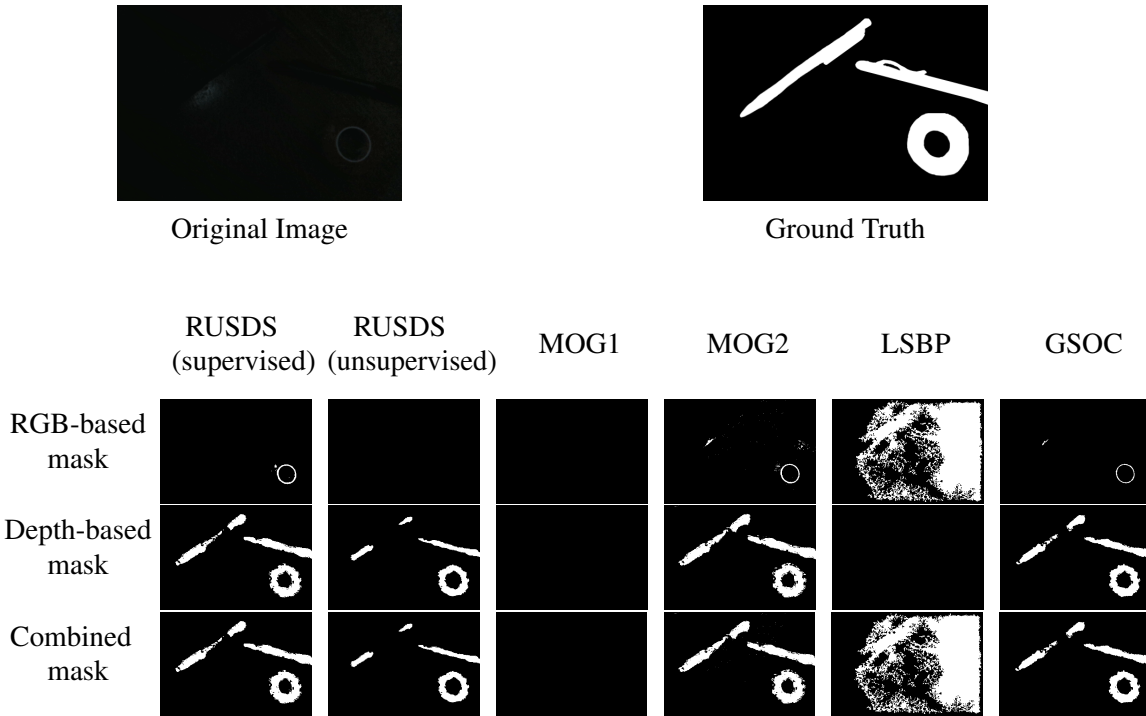 Original Image
Ground Truth
RUSDS
(supervised)
RUSDS
(unsupervised)
MOG1
MOG2
LSBP
GSOC
RGB-based
mask
Depth-based
mask
Combined
mask